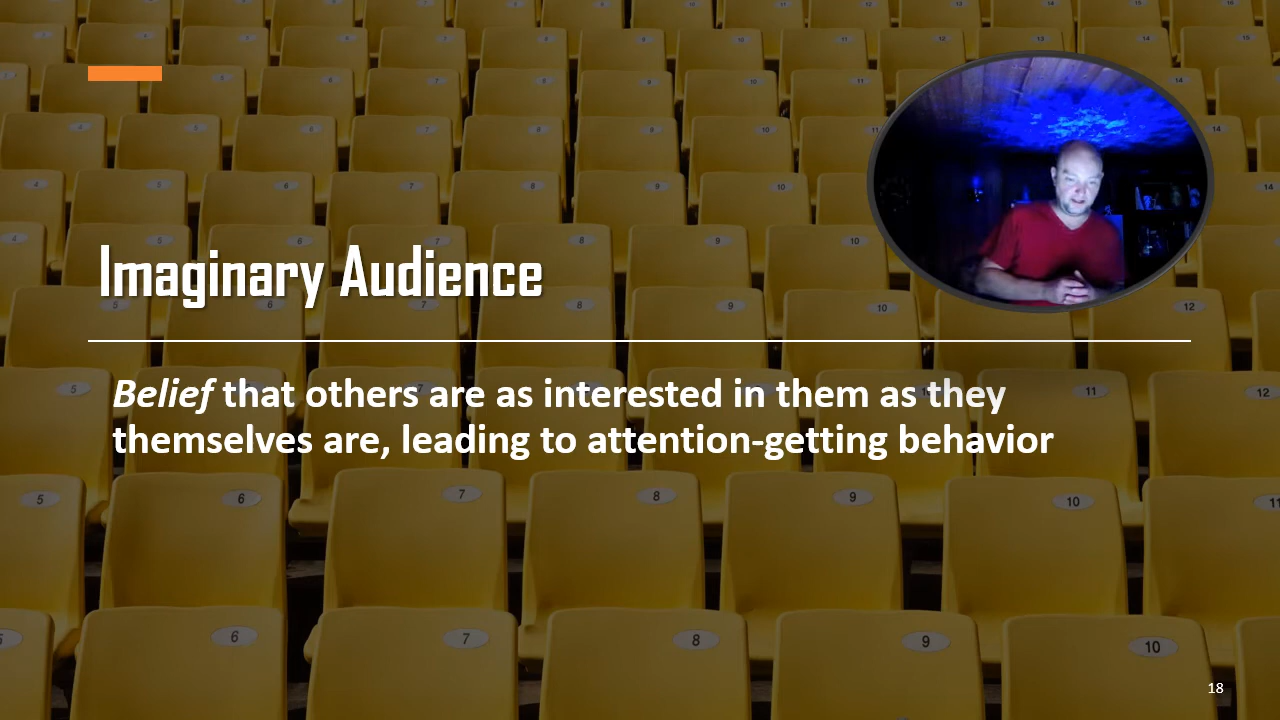 Imaginary Audience
Belief that others are as interested in them as they
themselves are, leading to attention-getting behavior
18